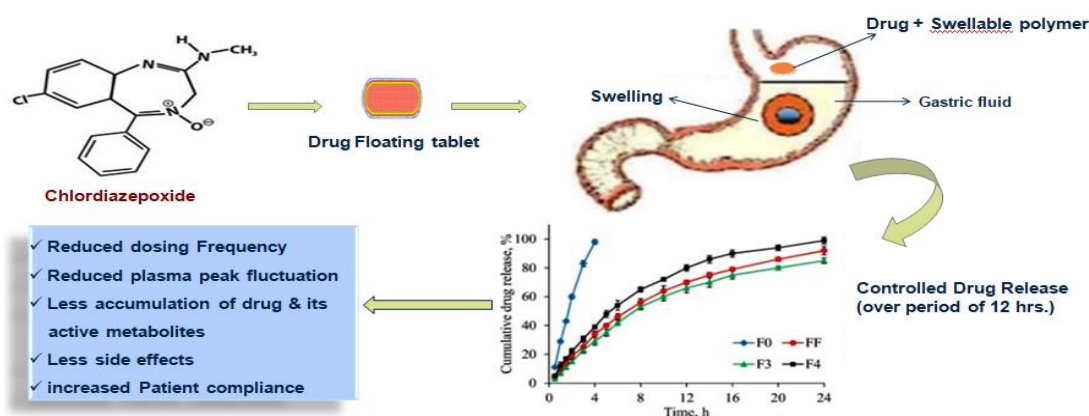 H
N
CH₃
N
Cl
N⊕
O⊖
Chlordiazepoxide
Drug Floating tablet
Drug + Swellable polymer
Swelling
Gastric fluid
Controlled Drug Release
(over period of 12 hrs.)
Cumulative drug release, %
100
80
60
40
20
0
0 4 8 12 16 20 24
Time, h
F0 FF
F3 F4
✓ Reduced dosing Frequency
✓ Reduced plasma peak fluctuation
✓ Less accumulation of drug & its
active metabolites
✓ Less side effects
✓ increased Patient compliance